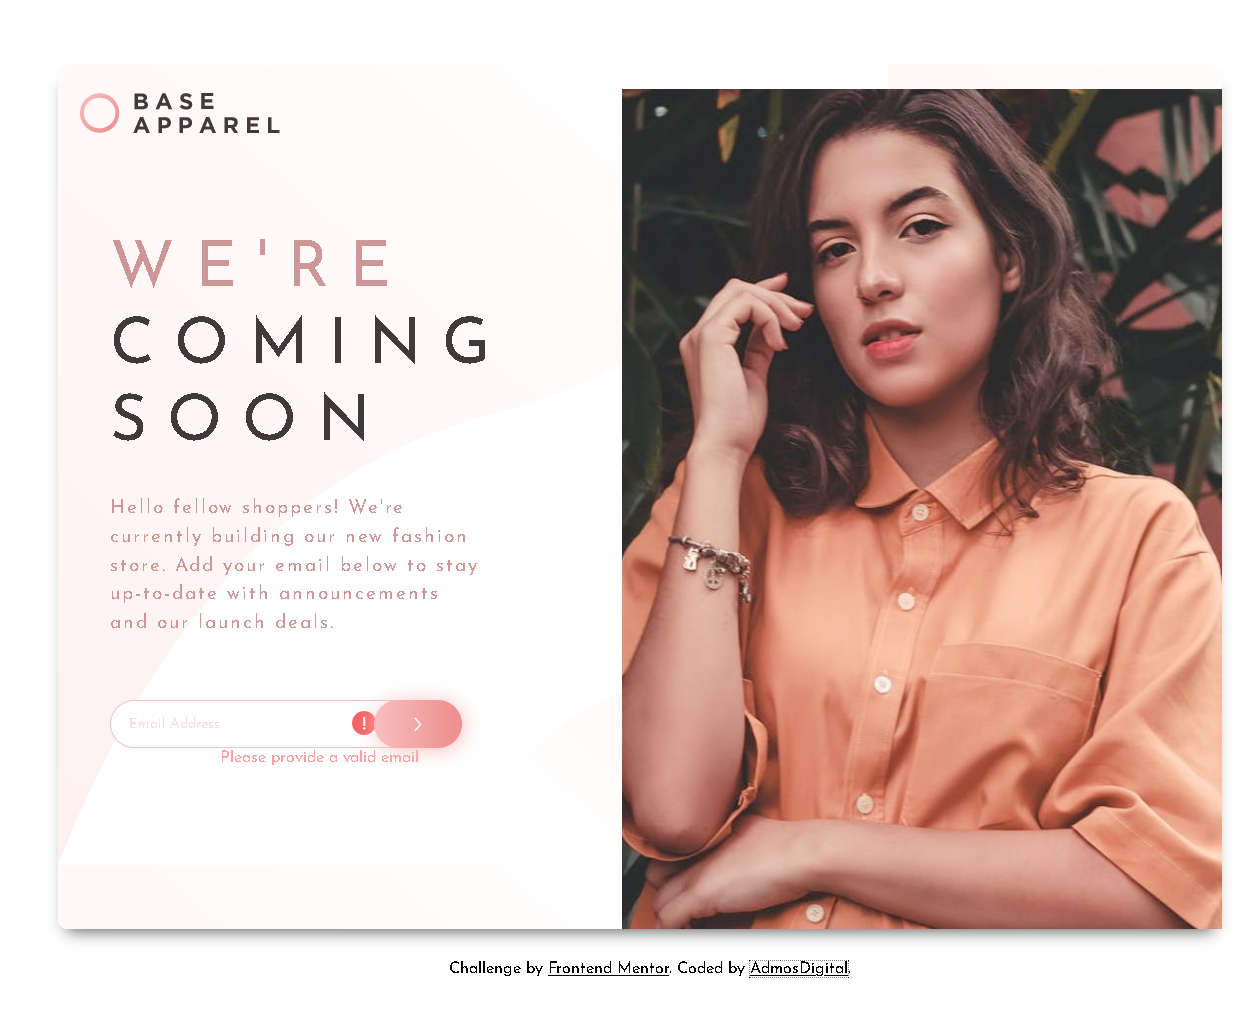 BASE
APPAREL
WE'RE
COMING
SOON
Hello fellow shoppers! We're
currently building our new fashion
store. Add your email below to stay
up-to-date with announcements
and our launch deals.
Email Address
!
Please provide a valid email
Challenge by Frontend Mentor. Coded by AdmosDigital.